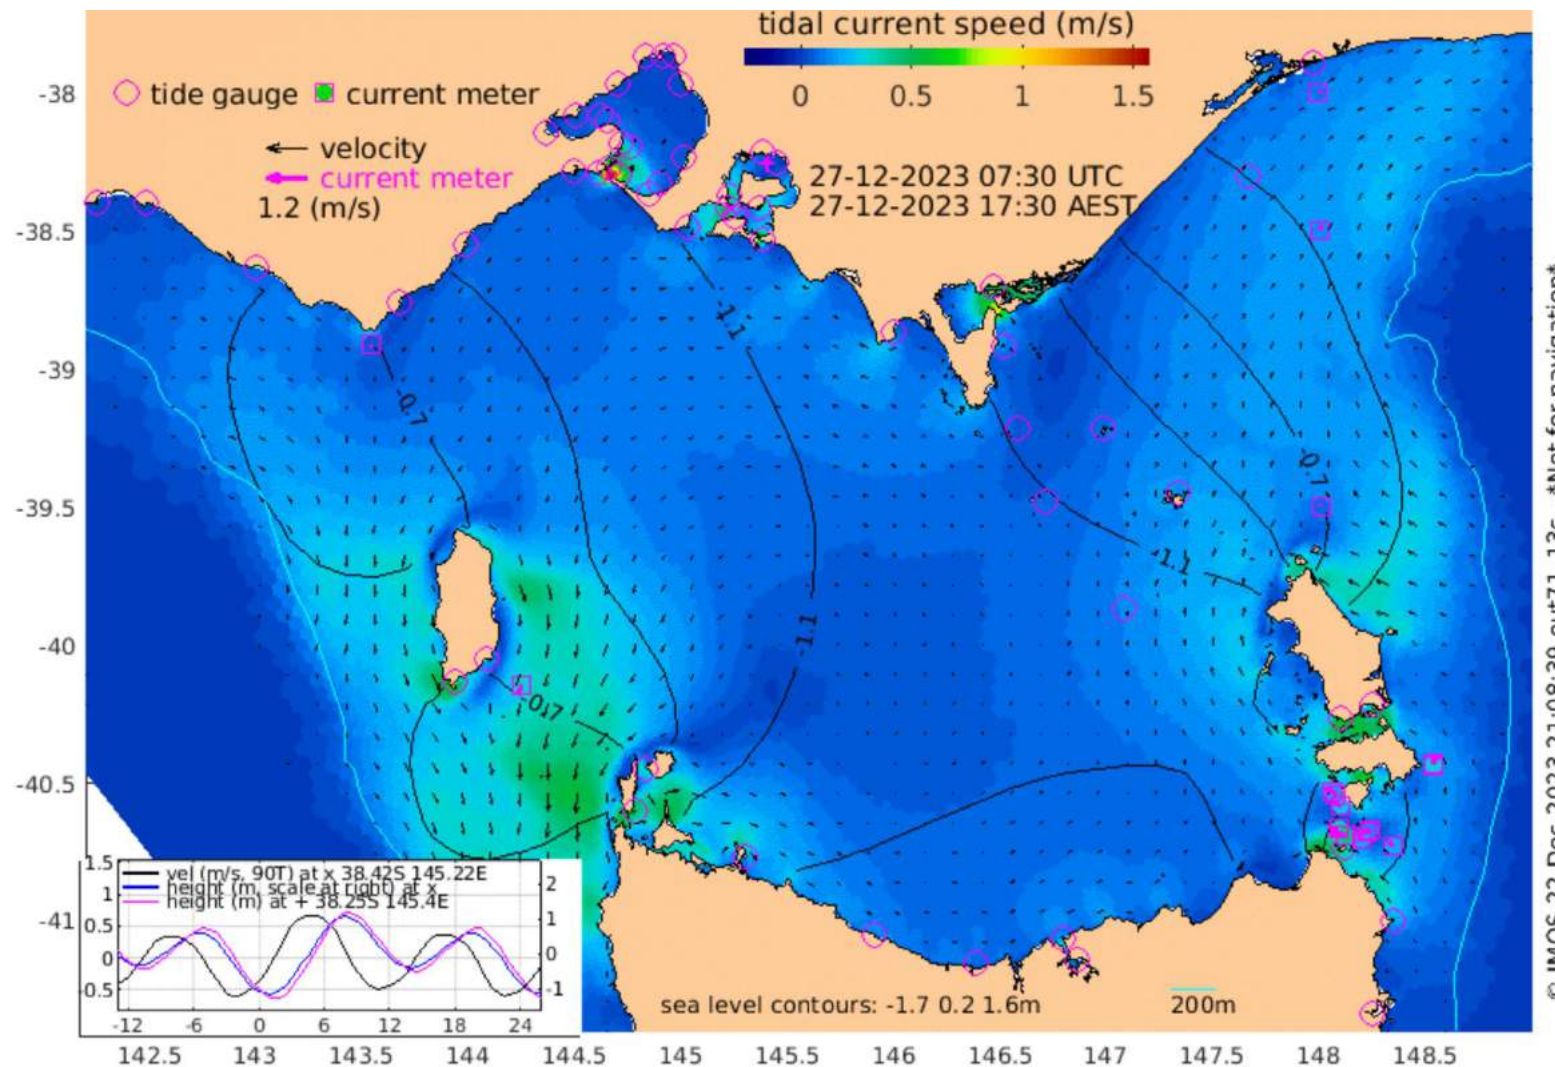 tidal current speed (m/s)
0 0.5 1 1.5
tide gauge current meter
velocity
current meter
1.2 (m/s)
27-12-2023 07:30 UTC
27-12-2023 17:30 AEST
-38
-38.5
-39
-39.5
-40
-40.5
-41
-1.1
-0.7
-0.7
-1.1
-1.1
-0.7
vel (m/s, 90T) at x 38.42S 145.22E
height (m, scale at right) at x
height (m) at + 38.25S 145.4E
1.5
1
0.5
0
-0.5
2
1
0
-1
-12 -6 0 6 12 18 24
sea level contours: -1.7 0.2 1.6m
200m
142.5 143 143.5 144 144.5 145 145.5 146 146.5 147 147.5 148 148.5
*Not for navigation*